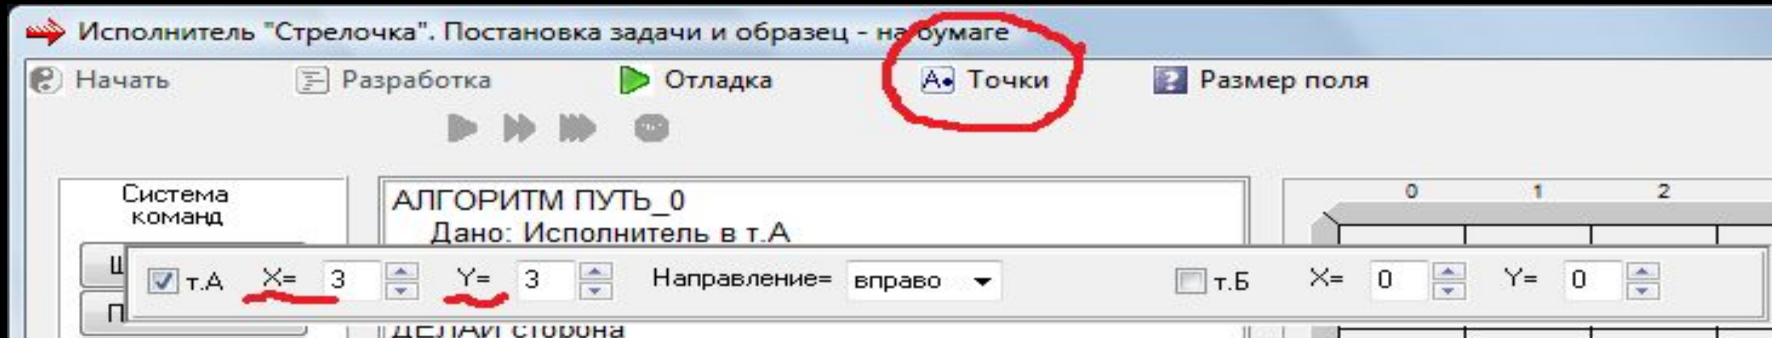 Исполнитель "Стрелочка". Постановка задачи и образец - на бумаге
Начать Разработка Отладка А Точки Размер поля
Система
команд
АЛГОРИТМ ПУТЬ_0
Дано: Исполнитель в т.А
0 1 2
т.А X= 3 Y= 3 Направление= вправо т.Б X= 0 Y= 0
ДЕЛАЙ сторона